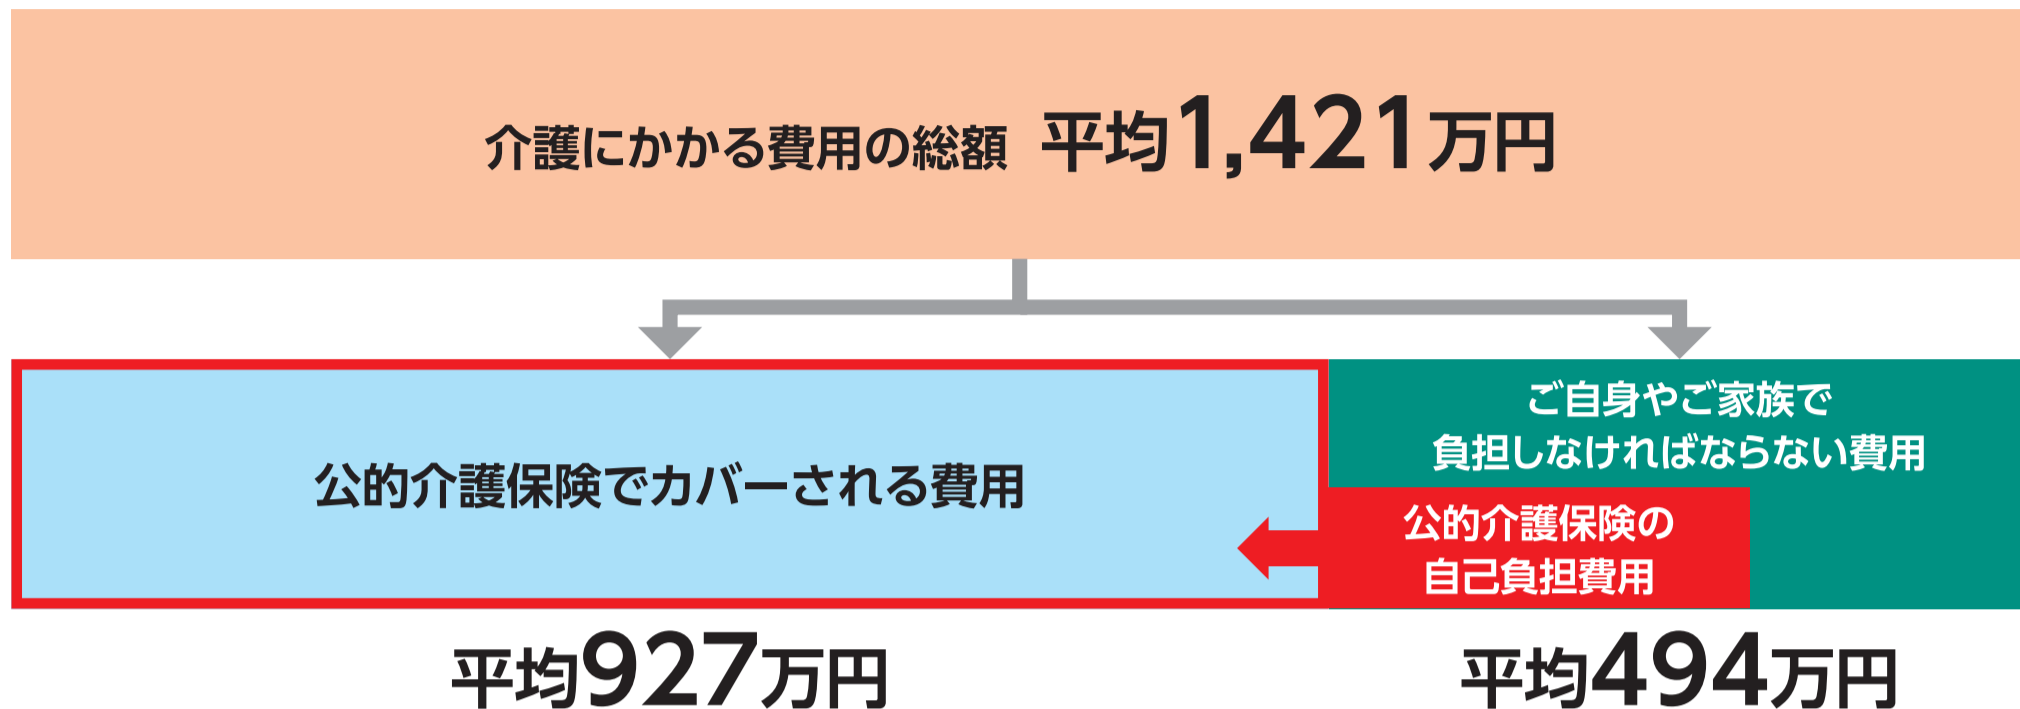 介護にかかる費用の総額 平均1,421万円
公的介護保険でカバーされる費用
ご自身やご家族で
負担しなければならない費用
公的介護保険の
自己負担費用
平均927万円
平均494万円